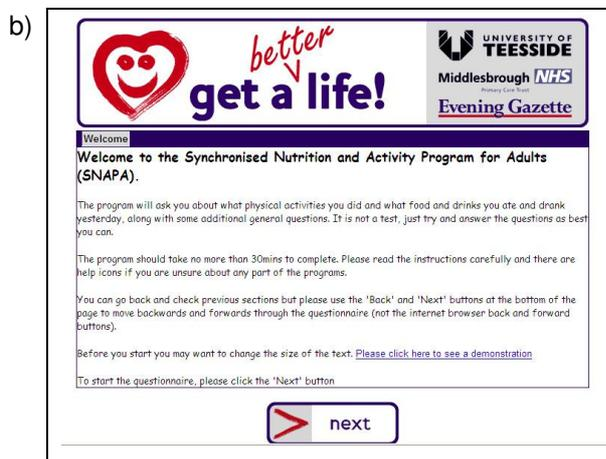 b)
better
get a life!
UNIVERSITY OF
TEESSIDE
Middlesbrough NHS
Primary Care Trust
Evening Gazette
Welcome
Welcome to the Synchronised Nutrition and Activity Program for Adults
(SNAPA).
The program will ask you about what physical activities you did and what food and drinks you ate and drank
yesterday, along with some additional general questions. It is not a test, just try and answer the questions as best
you can.
The program should take no more than 30mins to complete. Please read the instructions carefully and there are
help icons if you are unsure about any part of the programs.
You can go back and check previous sections but please use the 'Back' and 'Next' buttons at the bottom of the
page to move backwards and forwards through the questionnaire (not the internet browser back and forward
buttons).
Before you start you may want to change the size of the text. Please click here to see a demonstration
To start the questionnaire, please click the 'Next' button
next